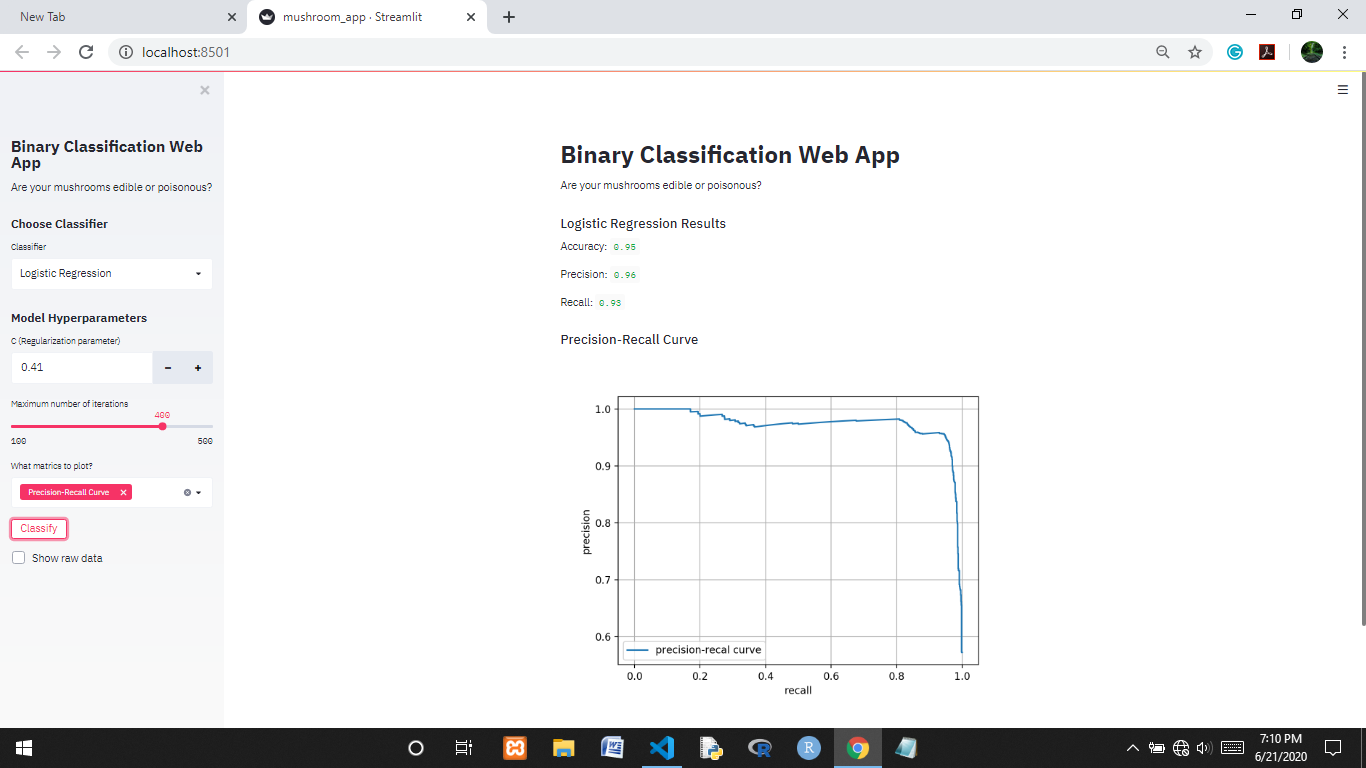 New Tab
mushroom_app · Streamlit
localhost:8501
Binary Classification Web
App
Are your mushrooms edible or poisonous?
Choose Classifier
Classifier
Logistic Regression
Model Hyperparameters
C (Regularization parameter)
0.41
Maximum number of iterations
400
100 500
What matrics to plot?
Precision-Recall Curve
Classify
Show raw data
Binary Classification Web App
Are your mushrooms edible or poisonous?
Logistic Regression Results
Accuracy: 0.95
Precision: 0.96
Recall: 0.93
Precision-Recall Curve
1.0
0.9
0.8
0.7
0.6
precision
precision-recal curve
0.0 0.2 0.4 0.6 0.8 1.0
recall
7:10 PM
6/21/2020